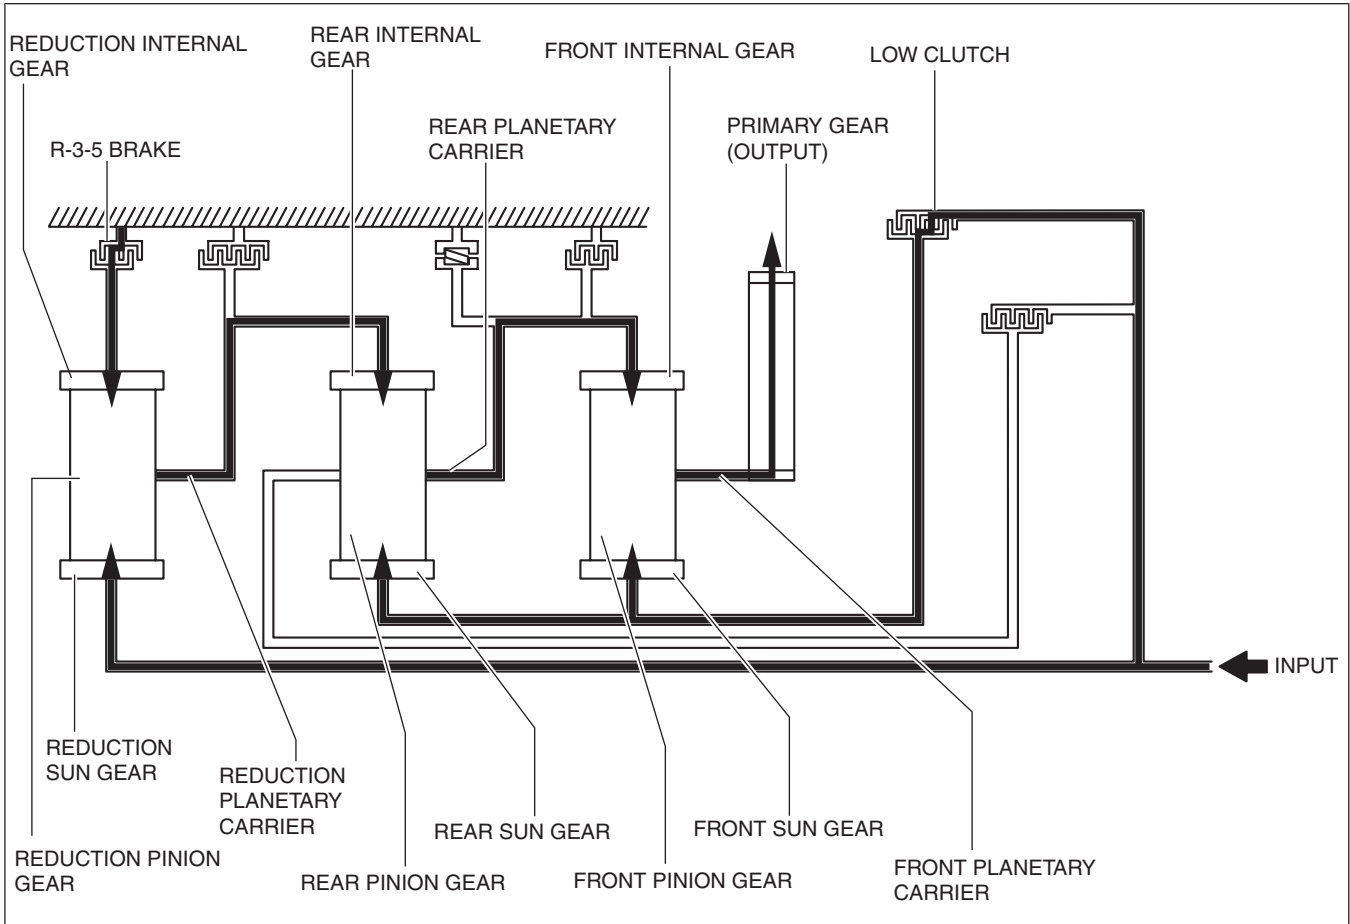 REDUCTION INTERNAL
GEAR
REAR INTERNAL
GEAR
FRONT INTERNAL GEAR
LOW CLUTCH
R-3-5 BRAKE
REAR PLANETARY
CARRIER
PRIMARY GEAR
(OUTPUT)
INPUT
REDUCTION
SUN GEAR
REDUCTION
PLANETARY
CARRIER
REAR SUN GEAR
FRONT SUN GEAR
REDUCTION PINION
GEAR
REAR PINION GEAR
FRONT PINION GEAR
FRONT PLANETARY
CARRIER